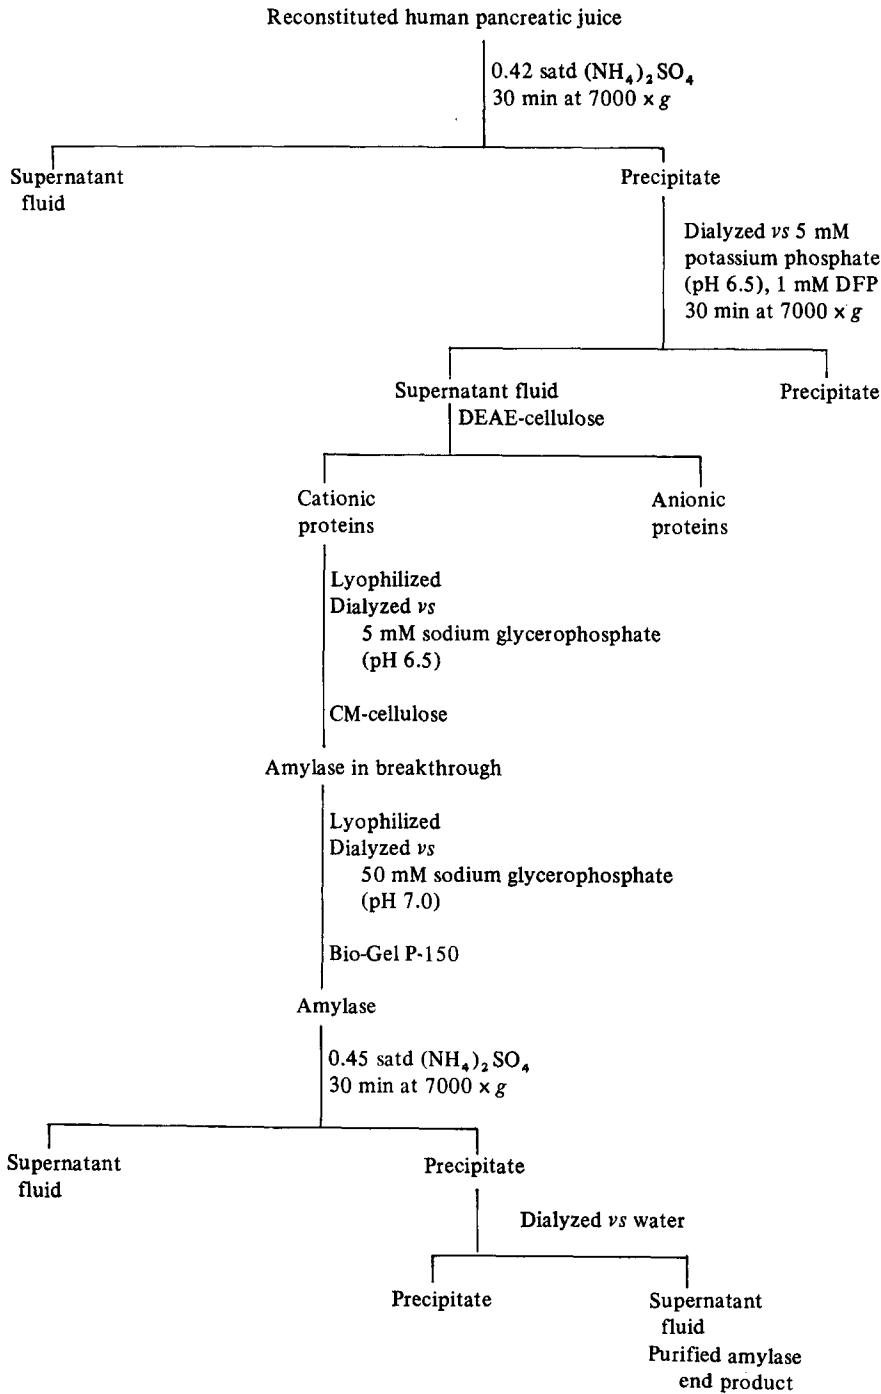 Reconstituted human pancreatic juice
0.42 satd (NH₄)₂SO₄
30 min at 7000 × g
Supernatant
fluid
Precipitate
Dialyzed vs 5 mM
potassium phosphate
(pH 6.5), 1 mM DFP
30 min at 7000 × g
Supernatant fluid
Precipitate
DEAE-cellulose
Cationic
proteins
Anionic
proteins
Lyophilized
Dialyzed vs
5 mM sodium glycerophosphate
(pH 6.5)
CM-cellulose
Amylase in breakthrough
Lyophilized
Dialyzed vs
50 mM sodium glycerophosphate
(pH 7.0)
Bio-Gel P-150
Amylase
0.45 satd (NH₄)₂SO₄
30 min at 7000 × g
Supernatant
fluid
Precipitate
Dialyzed vs water
Precipitate
Supernatant
fluid
Purified amylase
end product